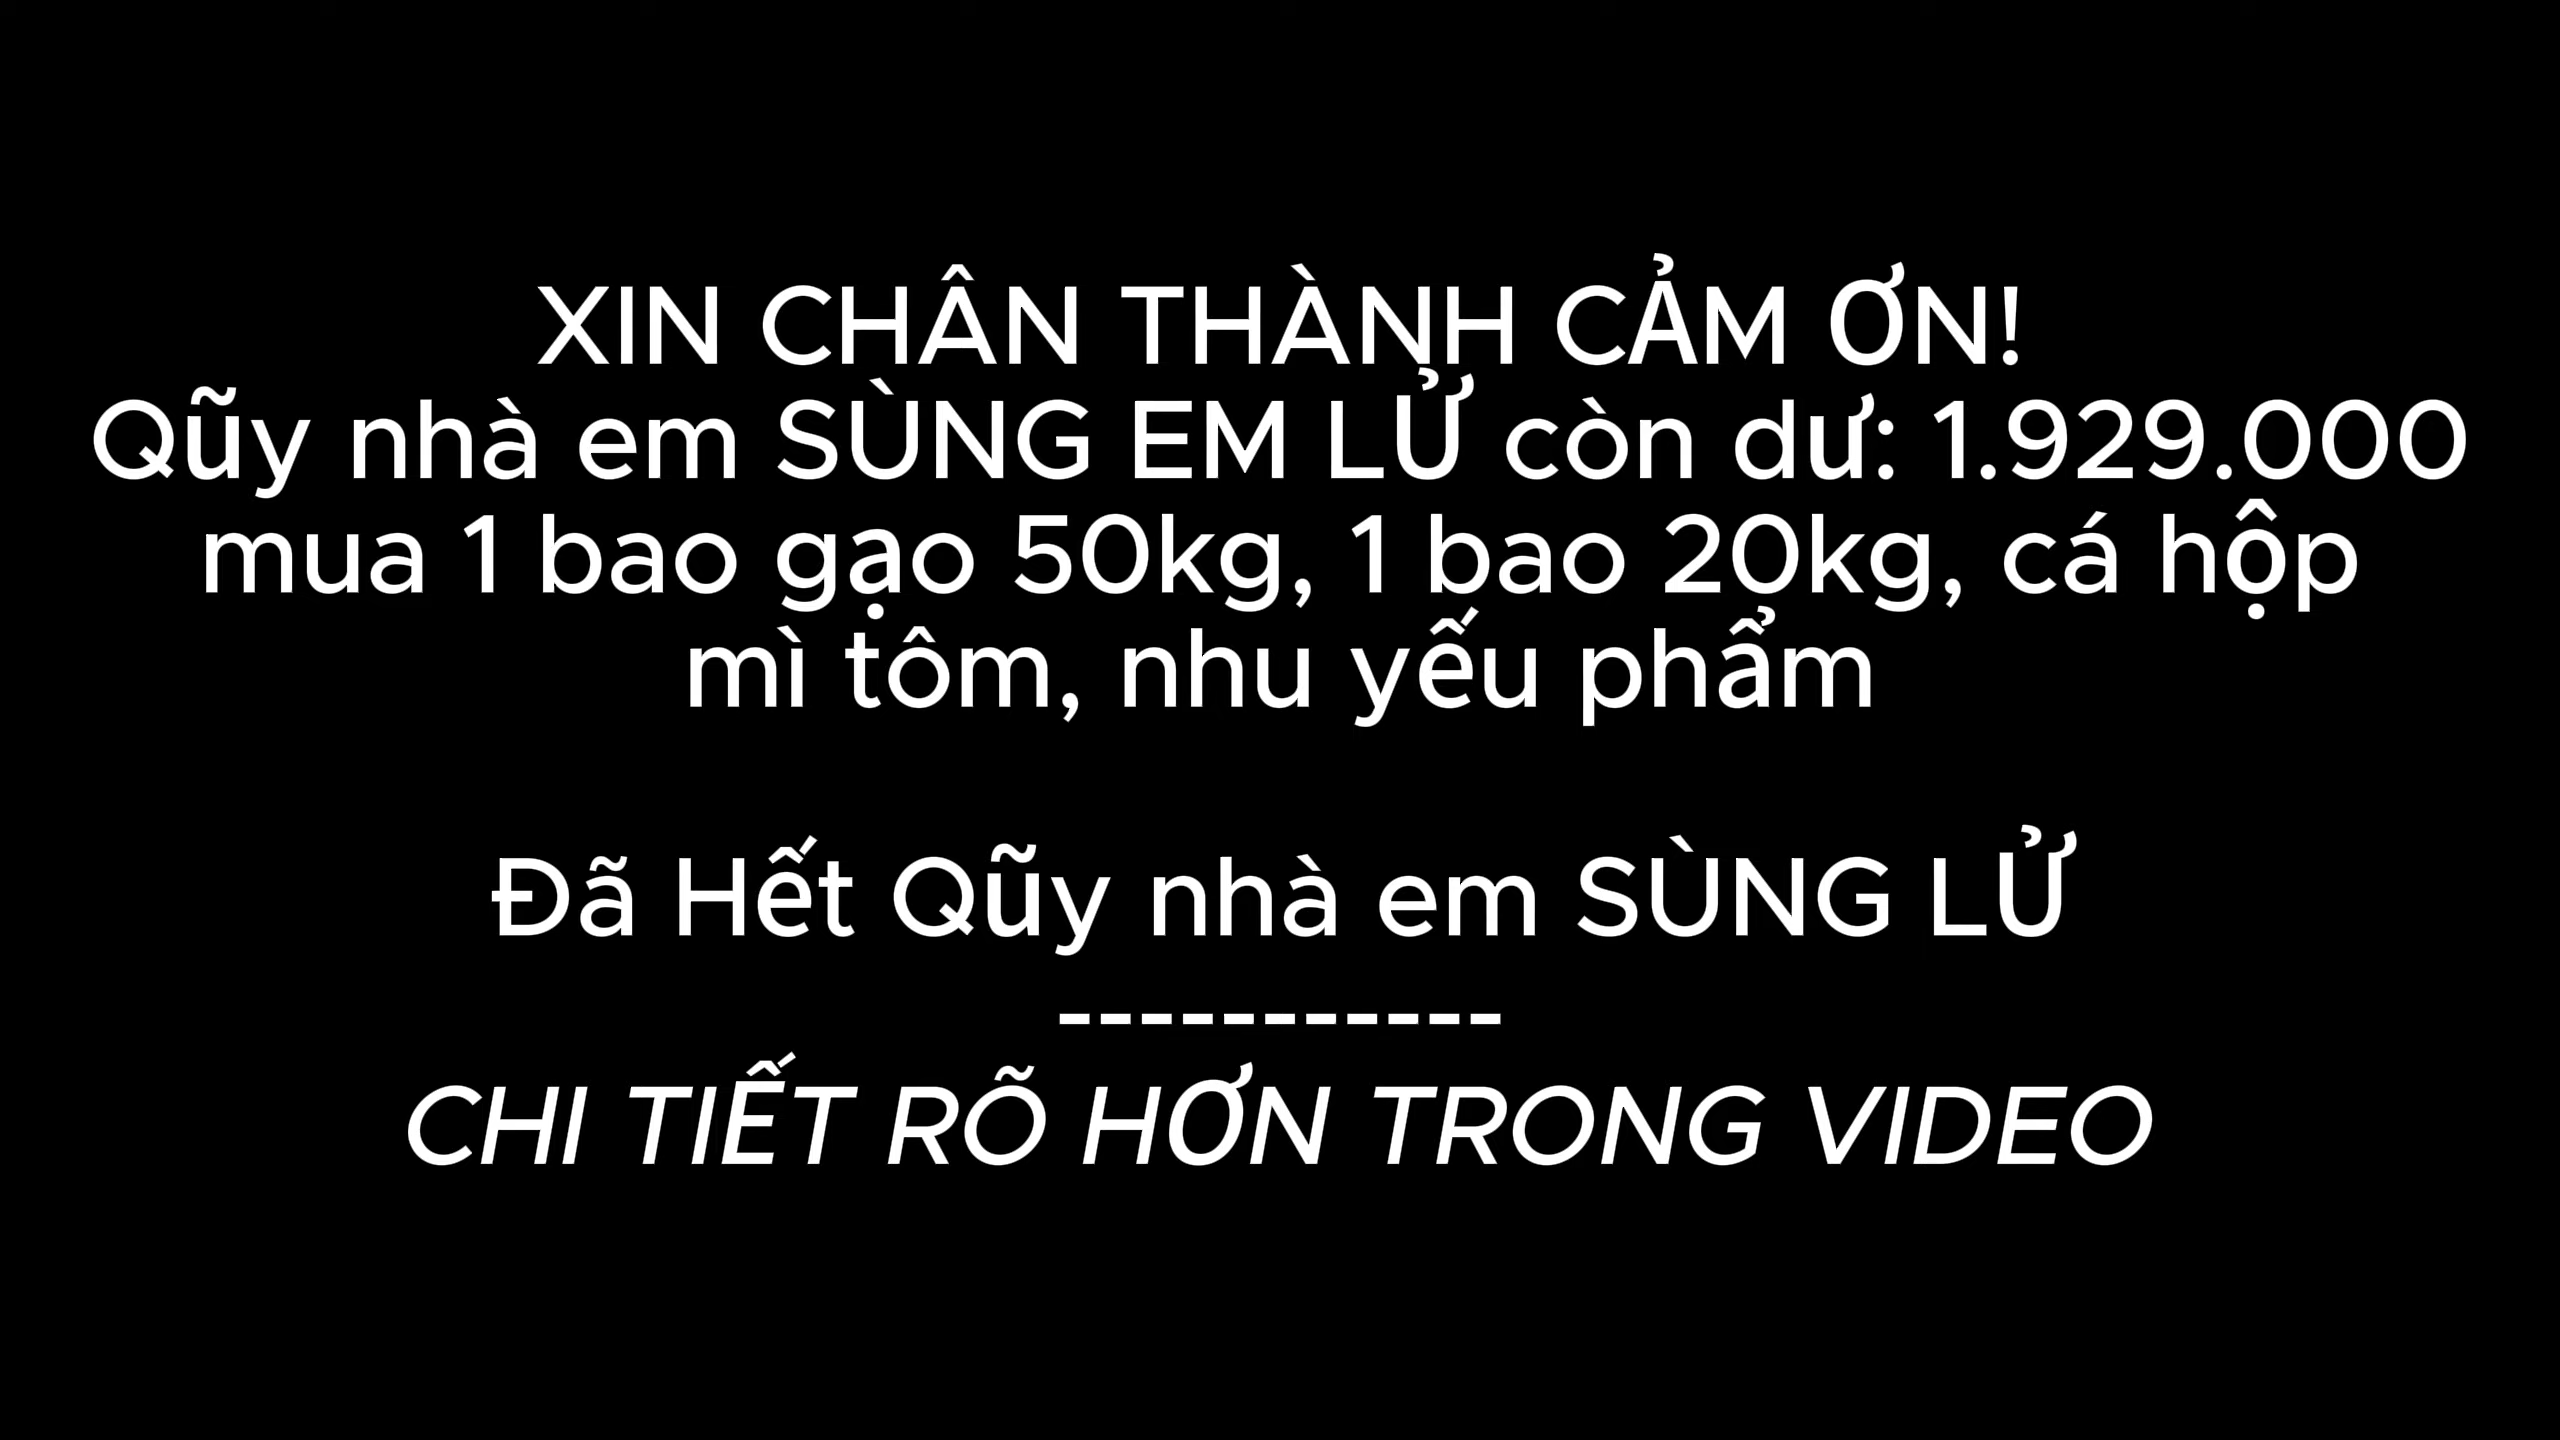 XIN CHÂN THÀNH CẢM ƠN!
Qũy nhà em SÙNG EM LỬ còn dư: 1.929.000
mua 1 bao gạo 50kg, 1 bao 20kg, cá hộp
mì tôm, nhu yếu phẩm
Đã Hết Qũy nhà em SÙNG LỬ
-----------
CHI TIẾT RÕ HƠN TRONG VIDEO